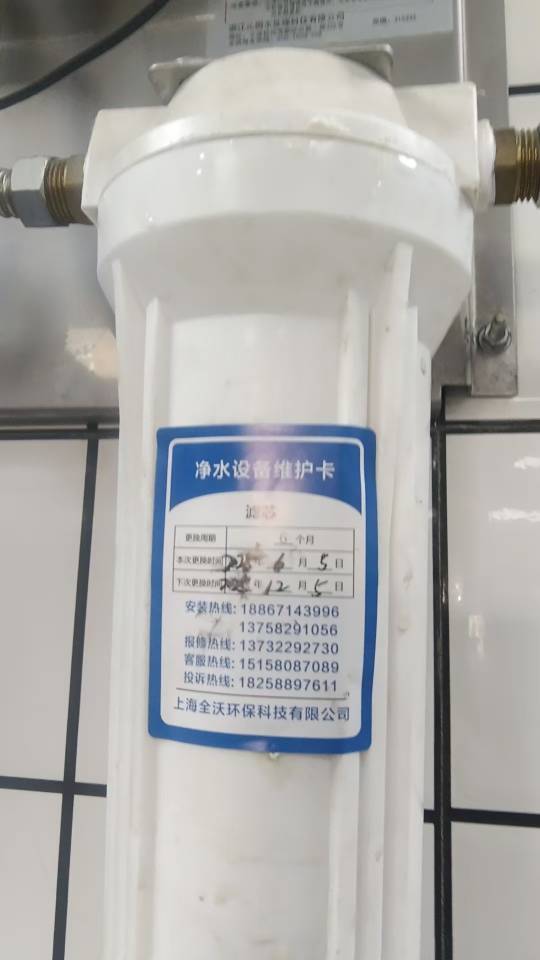 净水设备维护卡
滤芯
更换周期 6 个月
本次更换时间 年 6 月 5 日
下次更换时间 年 12 月 5 日
安装热线: 18867143996
13758291056
报修热线: 13732292730
客服热线: 15158087089
投诉热线: 18258897611
上海全沃环保科技有限公司